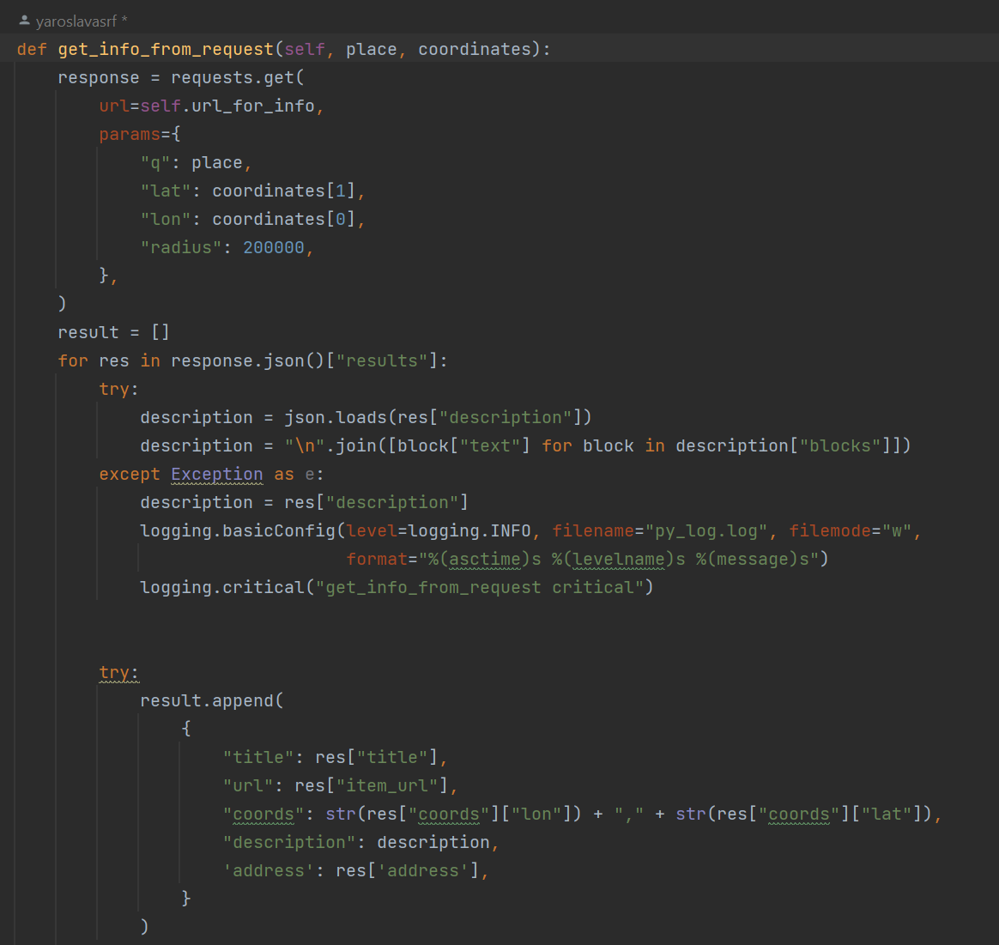 yaroslavasrf *
def get_info_from_request(self, place, coordinates):
    response = requests.get(
        url=self.url_for_info,
        params={
            "q": place,
            "lat": coordinates[1],
            "lon": coordinates[0],
            "radius": 200000,
        },
    )
    result = []
    for res in response.json()["results"]:
        try:
            description = json.loads(res["description"])
            description = "\n".join([block["text"] for block in description["blocks"]])
        except Exception as e:
            description = res["description"]
            logging.basicConfig(level=logging.INFO, filename="py_log.log", filemode="w",
                                format="%(asctime)s %(levelname)s %(message)s")
            logging.critical("get_info_from_request critical")
        try:
            result.append(
                {
                    "title": res["title"],
                    "url": res["item_url"],
                    "coords": str(res["coords"]["lon"]) + "," + str(res["coords"]["lat"]),
                    "description": description,
                    'address': res['address'],
                }
            )